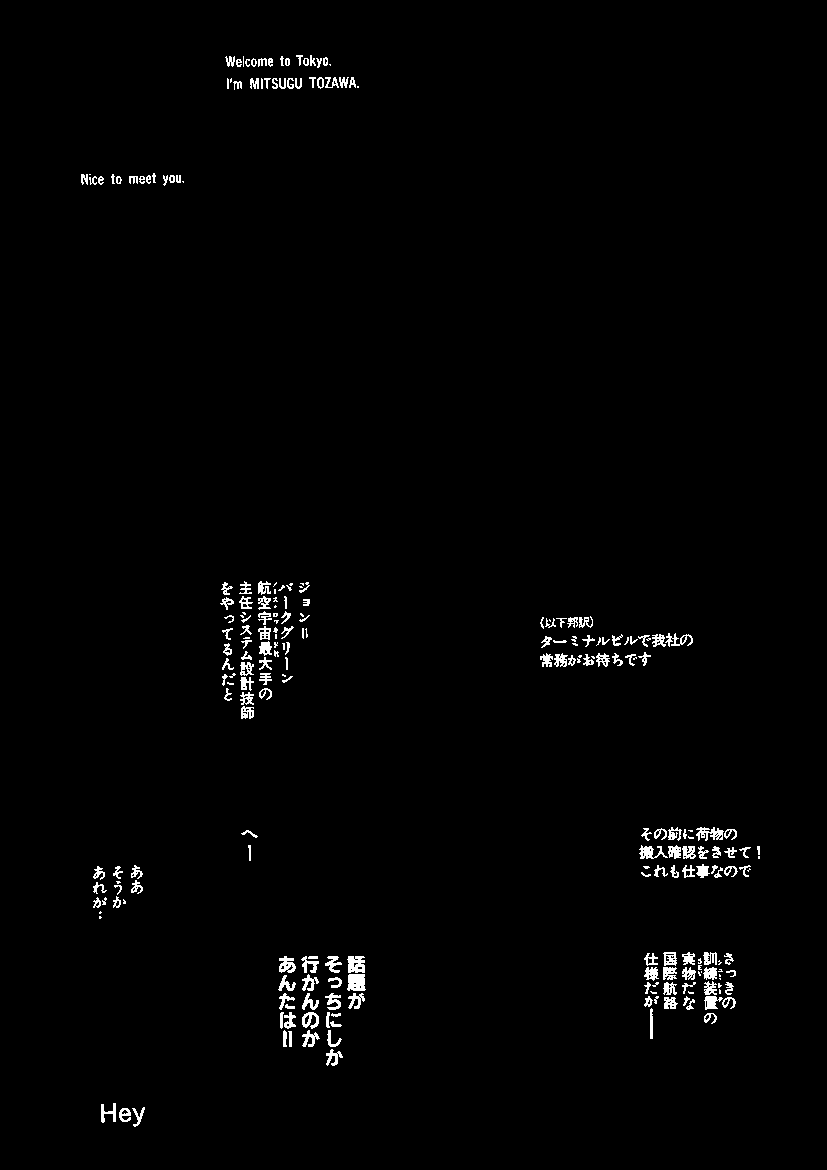 Welcome to Tokyo.
I'm MITSUGU TOZAWA.
Nice to meet you.
（以下邦訳）
ターミナルビルで我社の
常務がお待ちです
ジョン＝
バークグリーン
航空宇宙最大手の
主任システム設計技師
をやってるんだと
その前に荷物の
搬入確認をさせて！
これも仕事なので
へー
ああ
そうか
あれが…
さっきの
訓練装置の
実物だな
国際航路
仕様だが──
話題が
そっちにしか
行かんのか
あんたは!!
Hey